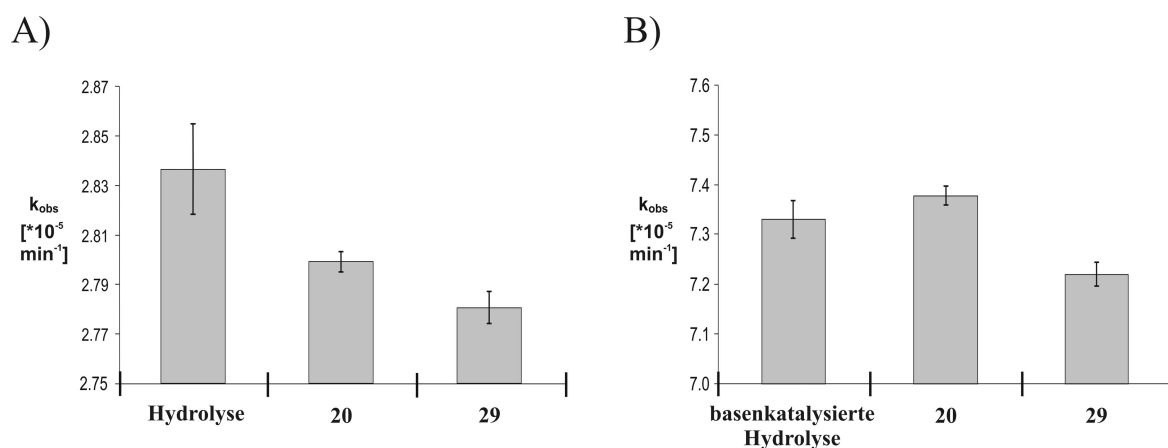 A)
2.87
2.85
2.83
2.81
2.79
2.77
2.75
kobs
[*10-5
min-1]
Hydrolyse
20
29
B)
7.6
7.5
7.4
7.3
7.2
7.1
7.0
kobs
[*10-5
min-1]
basenkatalysierte
Hydrolyse
20
29